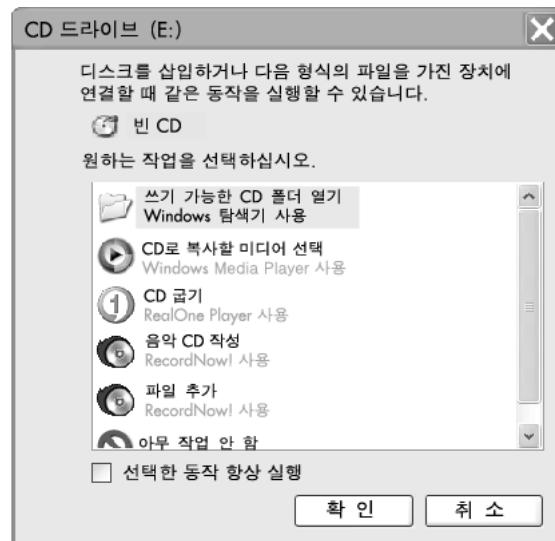 CD 드라이브 (E:)
디스크를 삽입하거나 다음 형식의 파일을 가진 장치에
연결할 때 같은 동작을 실행할 수 있습니다.
빈 CD
원하는 작업을 선택하십시오.
쓰기 가능한 CD 폴더 열기
Windows 탐색기 사용
CD로 복사할 미디어 선택
Windows Media Player 사용
CD 굽기
RealOne Player 사용
음악 CD 작성
RecordNow! 사용
파일 추가
RecordNow! 사용
아무 작업 안 함
선택한 동작 항상 실행
확 인
취 소